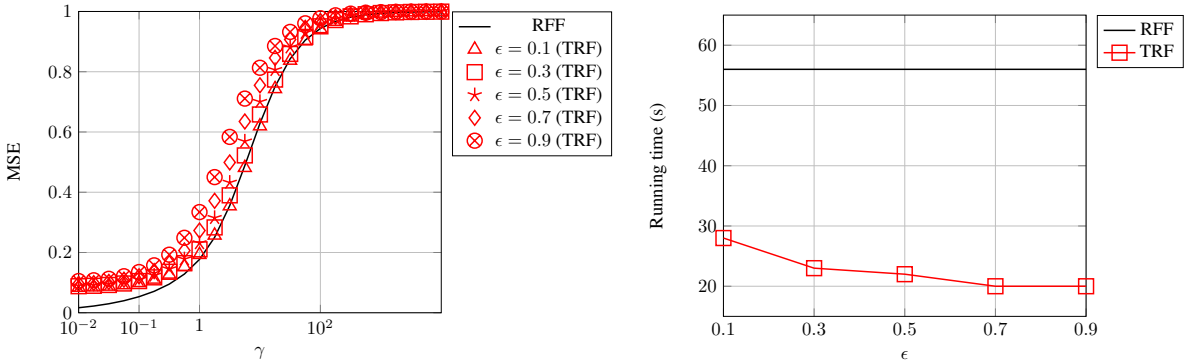 MSE
1
0.8
0.6
0.4
0.2
0
10⁻²
10⁻¹
1
10²
γ
RFF
ϵ = 0.1 (TRF)
ϵ = 0.3 (TRF)
ϵ = 0.5 (TRF)
ϵ = 0.7 (TRF)
ϵ = 0.9 (TRF)
Running time (s)
60
50
40
30
20
0.1
0.3
0.5
0.7
0.9
ϵ
RFF
TRF